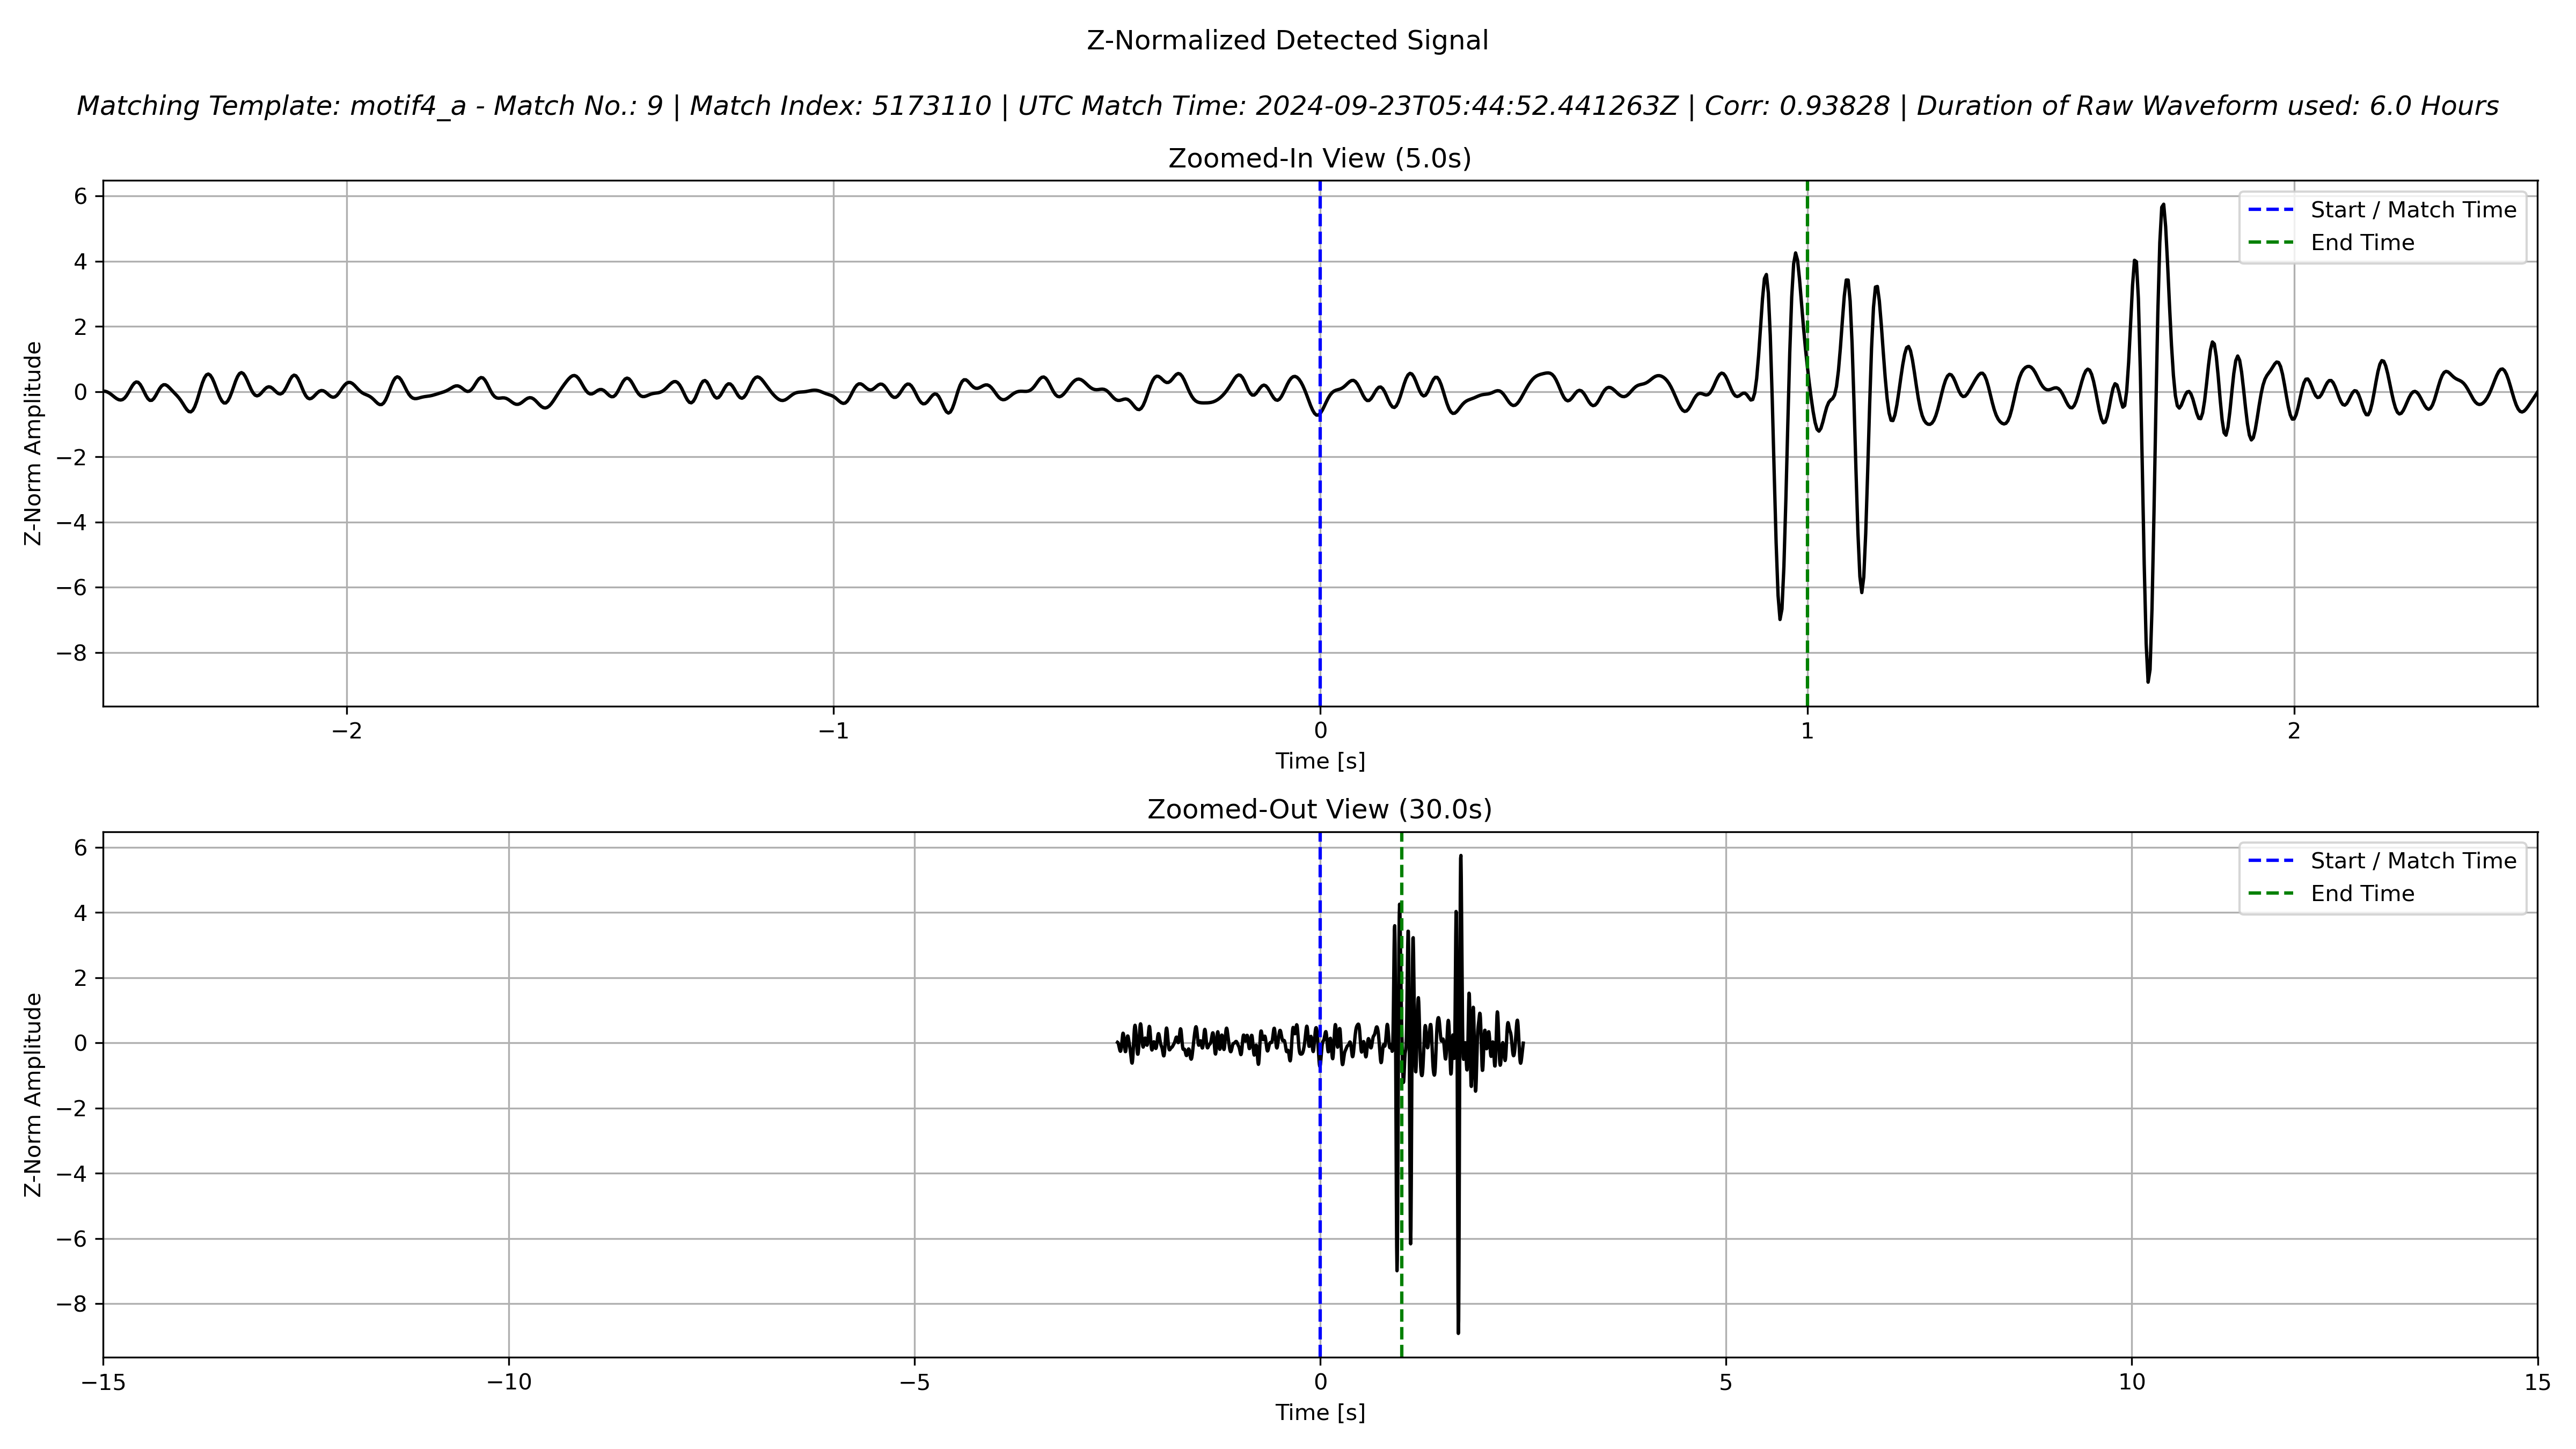 Z-Normalized Detected Signal
Matching Template: motif4_a - Match No.: 9 | Match Index: 5173110 | UTC Match Time: 2024-09-23T05:44:52.441263Z | Corr: 0.93828 | Duration of Raw Waveform used: 6.0 Hours
Zoomed-In View (5.0s)
Z-Norm Amplitude
6
4
2
0
−2
−4
−6
−8
Start / Match Time
End Time
−2
−1
0
1
2
Time [s]
Zoomed-Out View (30.0s)
Z-Norm Amplitude
6
4
2
0
−2
−4
−6
−8
Start / Match Time
End Time
−15
−10
−5
0
5
10
15
Time [s]